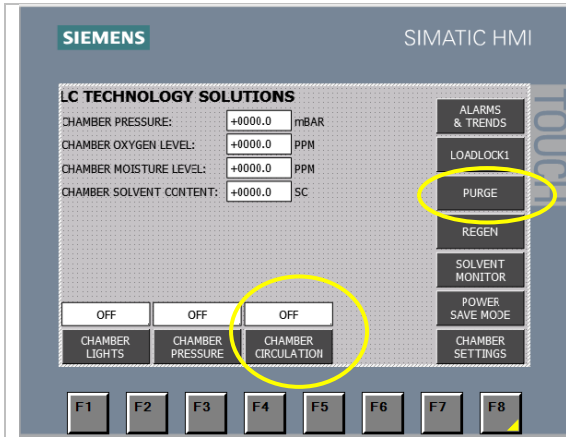 SIEMENS
SIMATIC HMI
TOUCH
LC TECHNOLOGY SOLUTIONS
CHAMBER PRESSURE: +0000.0 mBAR
CHAMBER OXYGEN LEVEL: +0000.0 PPM
CHAMBER MOISTURE LEVEL: +0000.0 PPM
CHAMBER SOLVENT CONTENT: +0000.0 SC
ALARMS
& TRENDS
LOADLOCK1
PURGE
REGEN
SOLVENT
MONITOR
POWER
SAVE MODE
CHAMBER
SETTINGS
OFF OFF OFF
CHAMBER
LIGHTS
CHAMBER
PRESSURE
CHAMBER
CIRCULATION
F1 F2 F3 F4 F5 F6 F7 F8